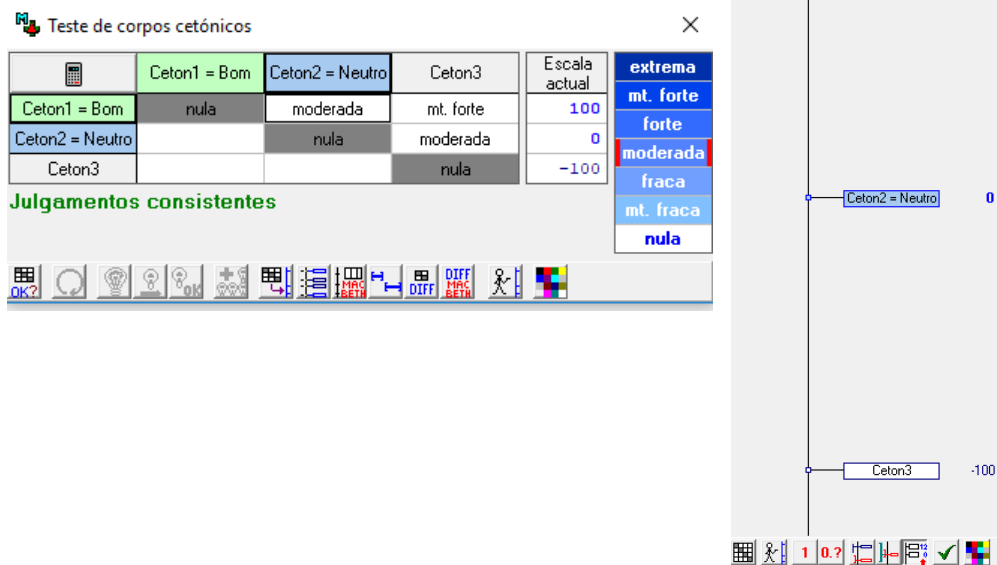 Teste de corpos cetónicos
Ceton1 = Bom Ceton2 = Neutro Ceton3 Escala actual
Ceton1 = Bom nula moderada mt. forte 100
Ceton2 = Neutro nula moderada 0
Ceton3 nula -100
Julgamentos consistentes
extrema
mt. forte
forte
moderada
fraca
mt. fraca
nula
OK? OK MAC BETH DIFF DIFF MAC BETH
Ceton2 = Neutro 0
Ceton3 -100
1 0.?